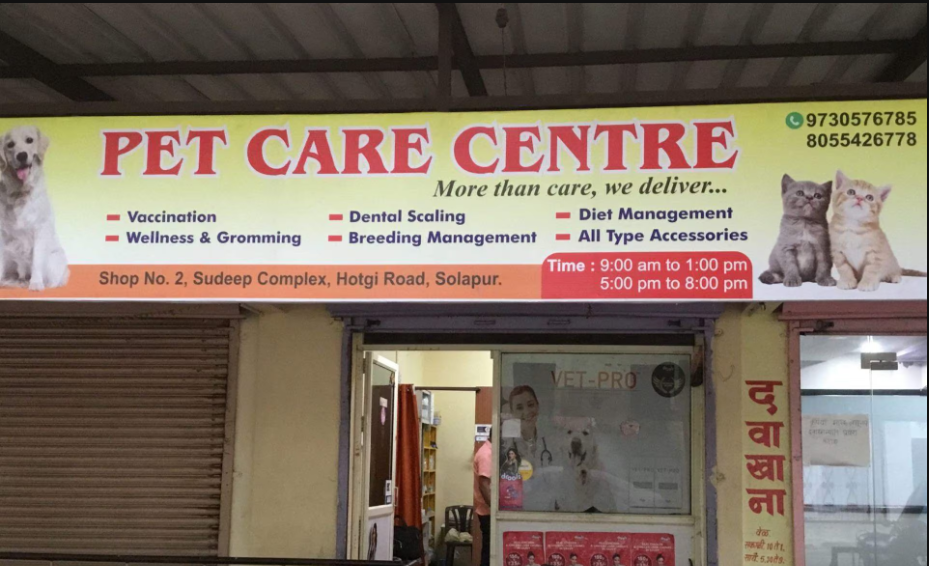 PET CARE CENTRE
9730576785
8055426778
More than care, we deliver...
Vaccination
Dental Scaling
Diet Management
Wellness & Gromming
Breeding Management
All Type Accessories
Shop No. 2, Sudeep Complex, Hotgi Road, Solapur.
Time : 9:00 am to 1:00 pm
5:00 pm to 8:00 pm
VET-PRO
दवाखाना
वेळ